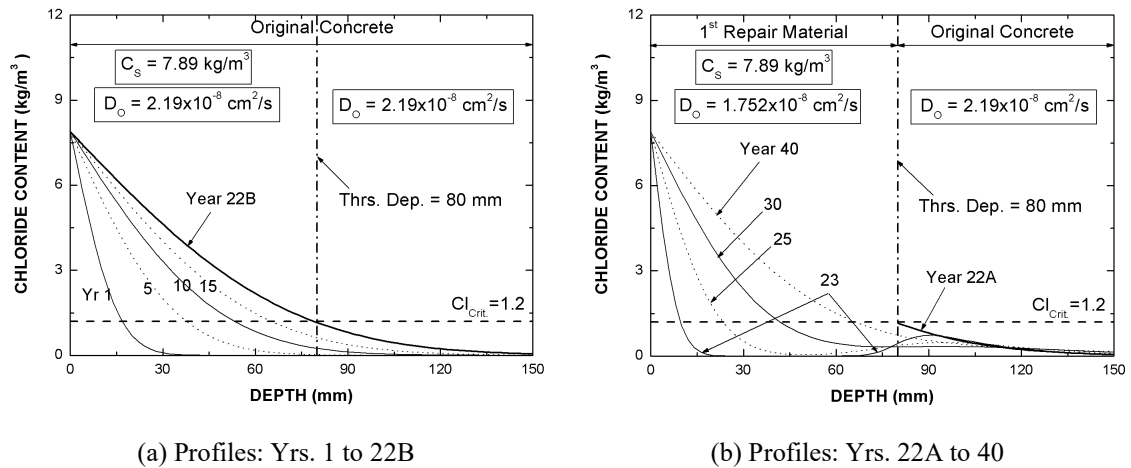 Original Concrete
C_S = 7.89 kg/m³
D_O = 2.19x10⁻⁸ cm²/s
D_O = 2.19x10⁻⁸ cm²/s
Year 22B
Thrs. Dep. = 80 mm
Yr 1
5
10
15
Cl_Crit.=1.2
CHLORIDE CONTENT (kg/m³)
12
9
6
3
0
0 30 60 90 120 150
DEPTH (mm)
(a) Profiles: Yrs. 1 to 22B
1st Repair Material
Original Concrete
C_S = 7.89 kg/m³
D_O = 1.752x10⁻⁸ cm²/s
D_O = 2.19x10⁻⁸ cm²/s
Year 40
Thrs. Dep. = 80 mm
30
25
23
Year 22A
Cl_Crit.=1.2
CHLORIDE CONTENT (kg/m³)
12
9
6
3
0
0 30 60 90 120 150
DEPTH (mm)
(b) Profiles: Yrs. 22A to 40